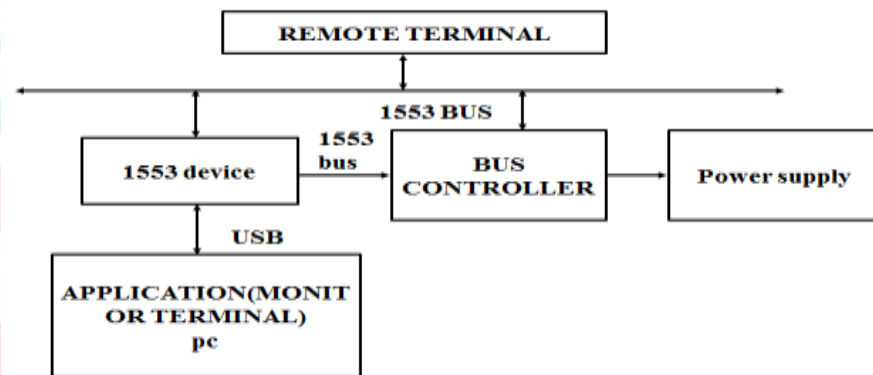 REMOTE TERMINAL
1553 BUS
1553
bus
1553 device
BUS
CONTROLLER
Power supply
USB
APPLICATION(MONIT
OR TERMINAL)
pc